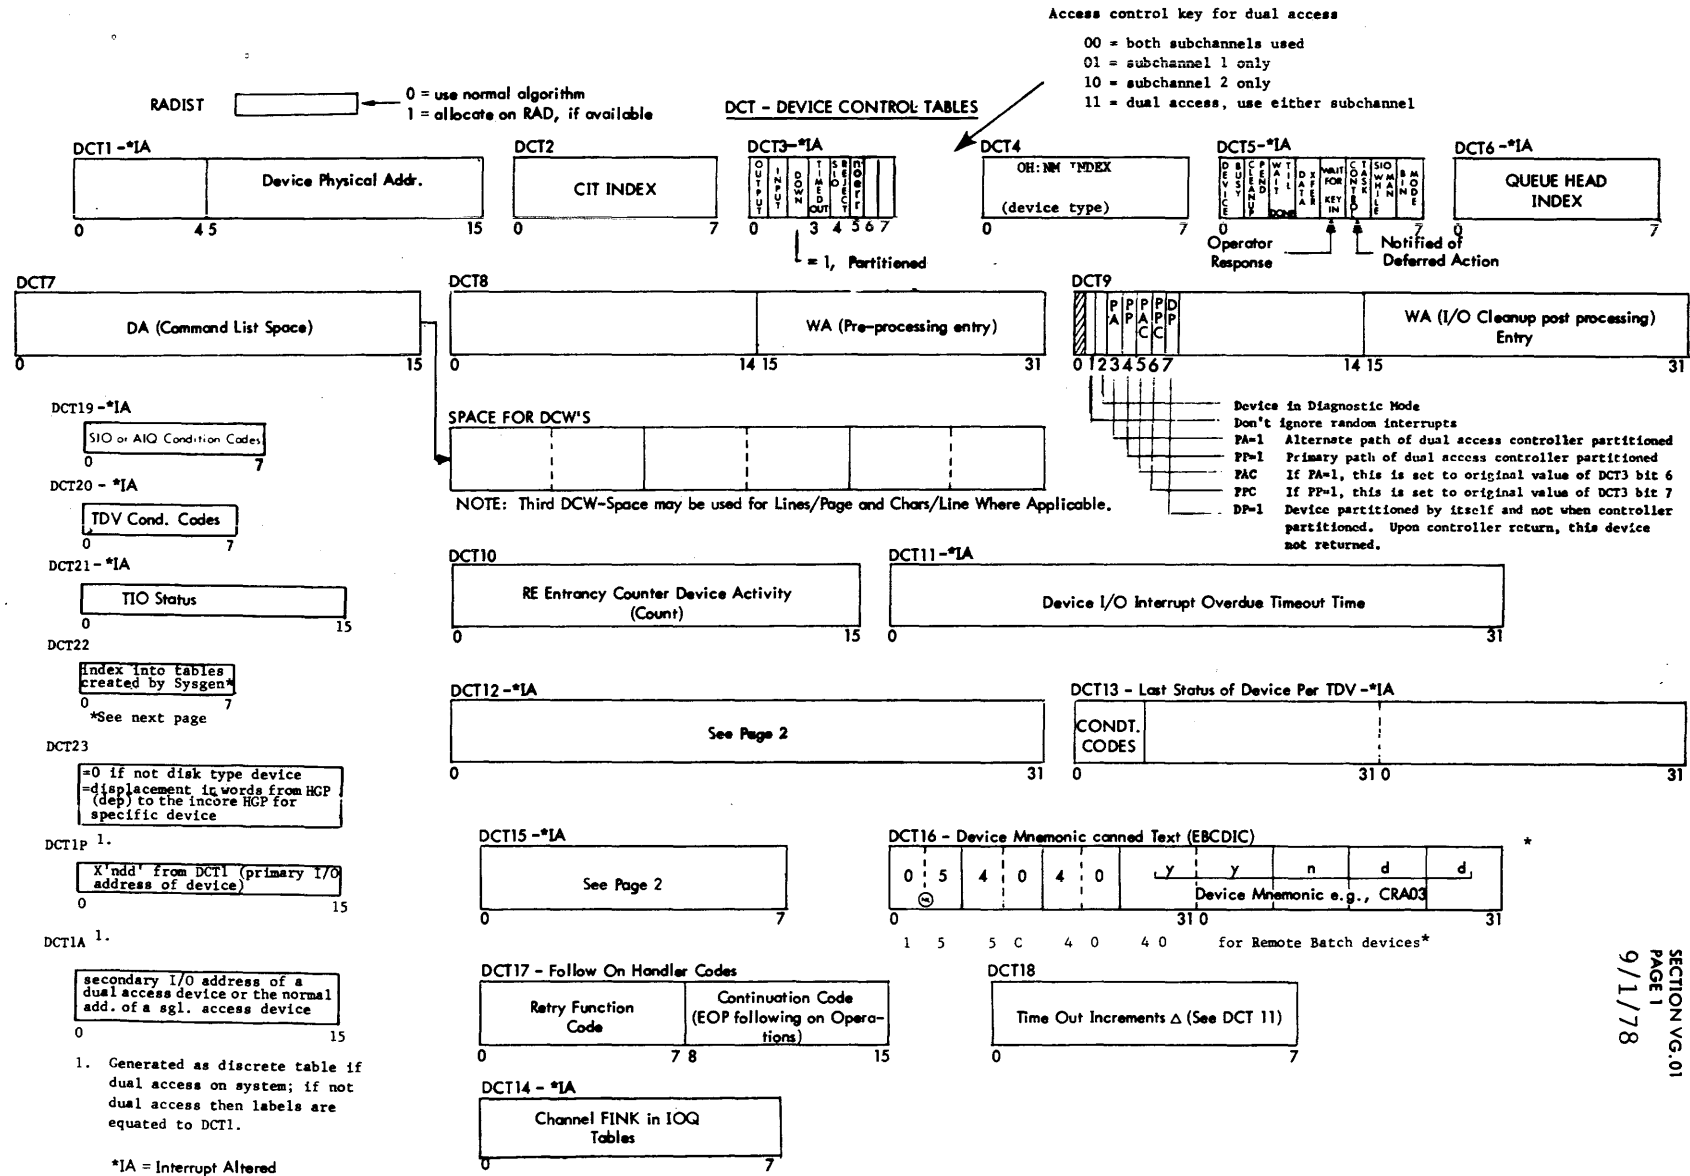 Access control key for dual access
00 = both subchannels used
01 = subchannel 1 only
10 = subchannel 2 only
11 = dual access, use either subchannel
RADIST
0 = use normal algorithm
1 = allocate on RAD, if available
DCT - DEVICE CONTROL TABLES
DCT1 -*IA
Device Physical Addr.
0 4 5 15
DCT2
CIT INDEX
0 7
DCT3-*IA
OUTPUT INPUT DOWN TIMED OUT SIO REJECT noerr
0 3 4 5 6 7
= 1, Partitioned
DCT4
OH:NM INDEX
(device type)
0 7
DCT5-*IA
DEVICE BUSY CLEANUP PEND WAIT TIL DONE DATA XFER WAIT FOR KEY IN CONTROL TASK SIO WHILE MAN BIN MODE
0 7
Operator Response
Notified of Deferred Action
DCT6 -*IA
QUEUE HEAD
INDEX
0 7
DCT7
DA (Command List Space)
0 15
DCT8
WA (Pre-processing entry)
0 14 15 31
DCT9
PA PP PAC PPC DP
WA (I/O Cleanup post processing)
Entry
0 1 2 3 4 5 6 7 14 15 31
Device in Diagnostic Mode
Don't ignore random interrupts
PA=1 Alternate path of dual access controller partitioned
PP=1 Primary path of dual access controller partitioned
PAC If PA=1, this is set to original value of DCT3 bit 6
PPC If PP=1, this is set to original value of DCT3 bit 7
DP=1 Device partitioned by itself and not when controller
partitioned. Upon controller return, this device
not returned.
SPACE FOR DCW'S
NOTE: Third DCW-Space may be used for Lines/Page and Chars/Line Where Applicable.
DCT19 -*IA
SIO or AIQ Condition Codes
0 7
DCT20 - *IA
TDV Cond. Codes
0 7
DCT21 - *IA
TIO Status
0 15
DCT22
index into tables
created by Sysgen*
0 7
*See next page
DCT23
=0 if not disk type device
=displacement in words from HGP
(dep) to the incore HGP for
specific device
DCT1P 1.
X'ndd' from DCT1 (primary I/O
address of device)
0 15
DCT1A 1.
secondary I/O address of a
dual access device or the normal
add. of a sgl. access device
0 15
1. Generated as discrete table if
dual access on system; if not
dual access then labels are
equated to DCT1.
*IA = Interrupt Altered
DCT10
RE Entrancy Counter Device Activity
(Count)
0 15
DCT11-*IA
Device I/O Interrupt Overdue Timeout Time
0 31
DCT12 -*IA
See Page 2
0 31
DCT13 - Last Status of Device Per TDV -*IA
CONDT.
CODES
0 31 0 31
DCT15 -*IA
See Page 2
0 7
DCT16 - Device Mnemonic canned Text (EBCDIC)
*
0 5 4 0 4 0 y y n d d
NL
Device Mnemonic e.g., CRA03
0 31 0 31
1 5 5 C 4 0 4 0 for Remote Batch devices*
DCT17 - Follow On Handler Codes
Retry Function
Code
Continuation Code
(EOP following on Opera-
tions)
0 7 8 15
DCT18
Time Out Increments Δ (See DCT 11)
0 7
DCT14 - *IA
Channel FINK in IOQ
Tables
0 7
SECTION VG.01
PAGE 1
9/1/78